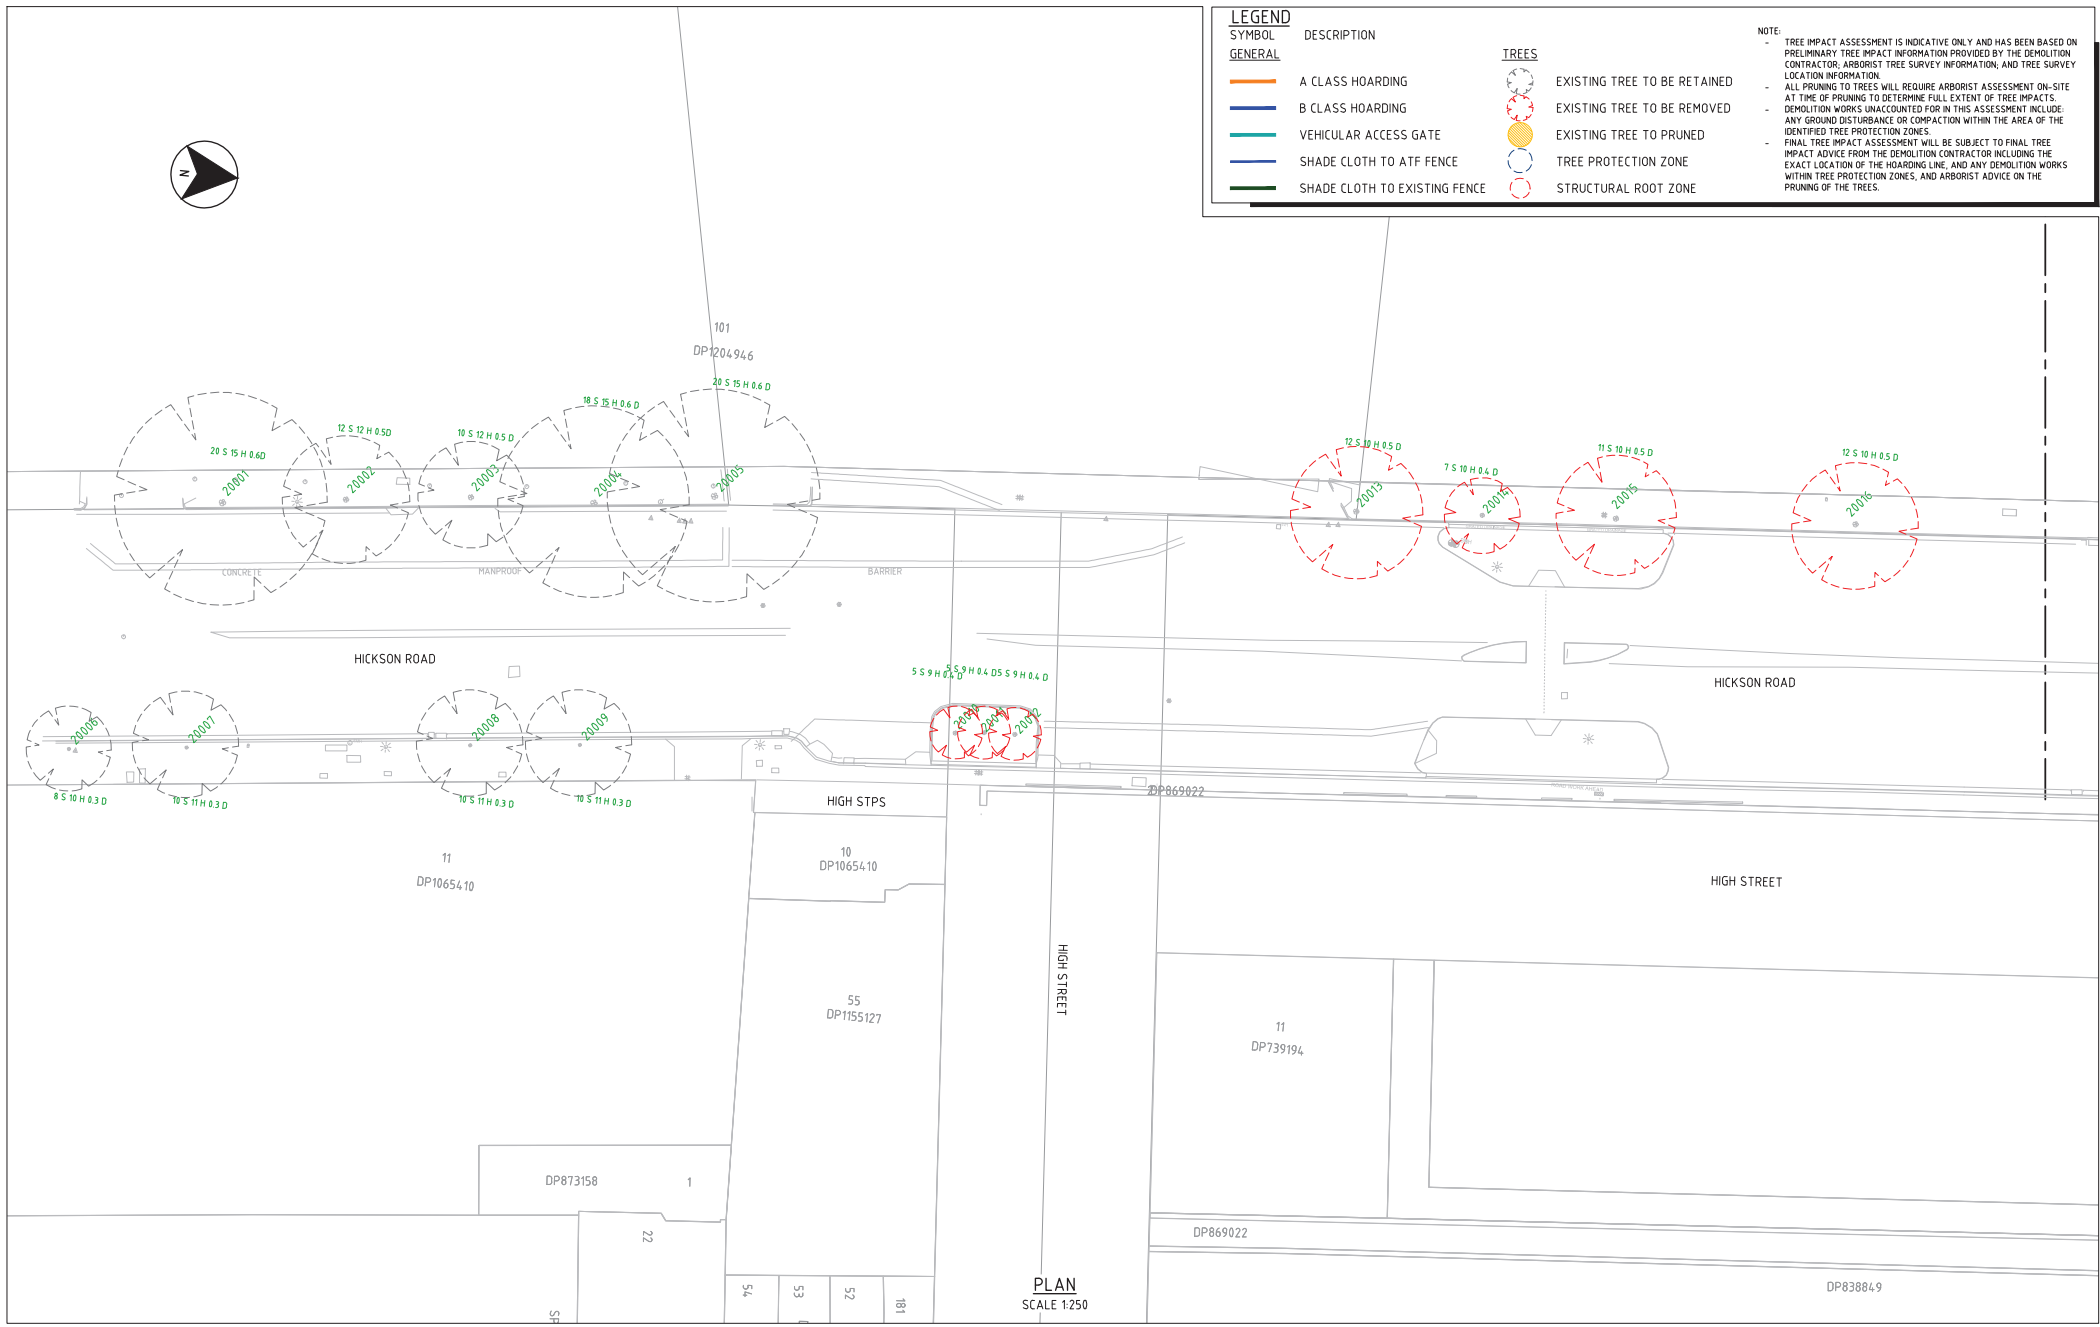 LEGEND
SYMBOL DESCRIPTION
GENERAL
A CLASS HOARDING
B CLASS HOARDING
VEHICULAR ACCESS GATE
SHADE CLOTH TO ATF FENCE
SHADE CLOTH TO EXISTING FENCE
TREES
EXISTING TREE TO BE RETAINED
EXISTING TREE TO BE REMOVED
EXISTING TREE TO PRUNED
TREE PROTECTION ZONE
STRUCTURAL ROOT ZONE
NOTE:
- TREE IMPACT ASSESSMENT IS INDICATIVE ONLY AND HAS BEEN BASED ON
PRELIMINARY TREE IMPACT INFORMATION PROVIDED BY THE DEMOLITION
CONTRACTOR; ARBORIST TREE SURVEY INFORMATION; AND TREE SURVEY
LOCATION INFORMATION.
- ALL PRUNING TO TREES WILL REQUIRE ARBORIST ASSESSMENT ON-SITE
AT TIME OF PRUNING TO DETERMINE FULL EXTENT OF TREE IMPACTS.
- DEMOLITION WORKS UNACCOUNTED FOR IN THIS ASSESSMENT INCLUDE:
ANY GROUND DISTURBANCE OR COMPACTION WITHIN THE AREA OF THE
IDENTIFIED TREE PROTECTION ZONES.
- FINAL TREE IMPACT ASSESSMENT WILL BE SUBJECT TO FINAL TREE
IMPACT ADVICE FROM THE DEMOLITION CONTRACTOR INCLUDING THE
EXACT LOCATION OF THE HOARDING LINE, AND ANY DEMOLITION WORKS
WITHIN TREE PROTECTION ZONES, AND ARBORIST ADVICE ON THE
PRUNING OF THE TREES.
N
101
DP1204946
20 S 15 H 0.6D
20001
12 S 12 H 0.5D
20002
10 S 12 H 0.5 D
20003
18 S 15 H 0.6 D
20004
20 S 15 H 0.6 D
20005
12 S 10 H 0.5 D
20013
7 S 10 H 0.4 D
20014
11 S 10 H 0.5 D
20015
12 S 10 H 0.5 D
20016
CONCRETE
MANPROOF
BARRIER
HICKSON ROAD
HICKSON ROAD
5 S 9 H 0.4 D
5 S 9 H 0.4 D
5 S 9 H 0.4 D
20012
20006
8 S 10 H 0.3 D
20007
10 S 11 H 0.3 D
20008
10 S 11 H 0.3 D
20009
10 S 11 H 0.3 D
HIGH STPS
DP869022
11
DP1065410
10
DP1065410
HIGH STREET
HIGH STREET
55
DP1155127
11
DP739194
DP873158
1
22
DP869022
54
53
52
181
SP
DP838849
PLAN
SCALE 1:250